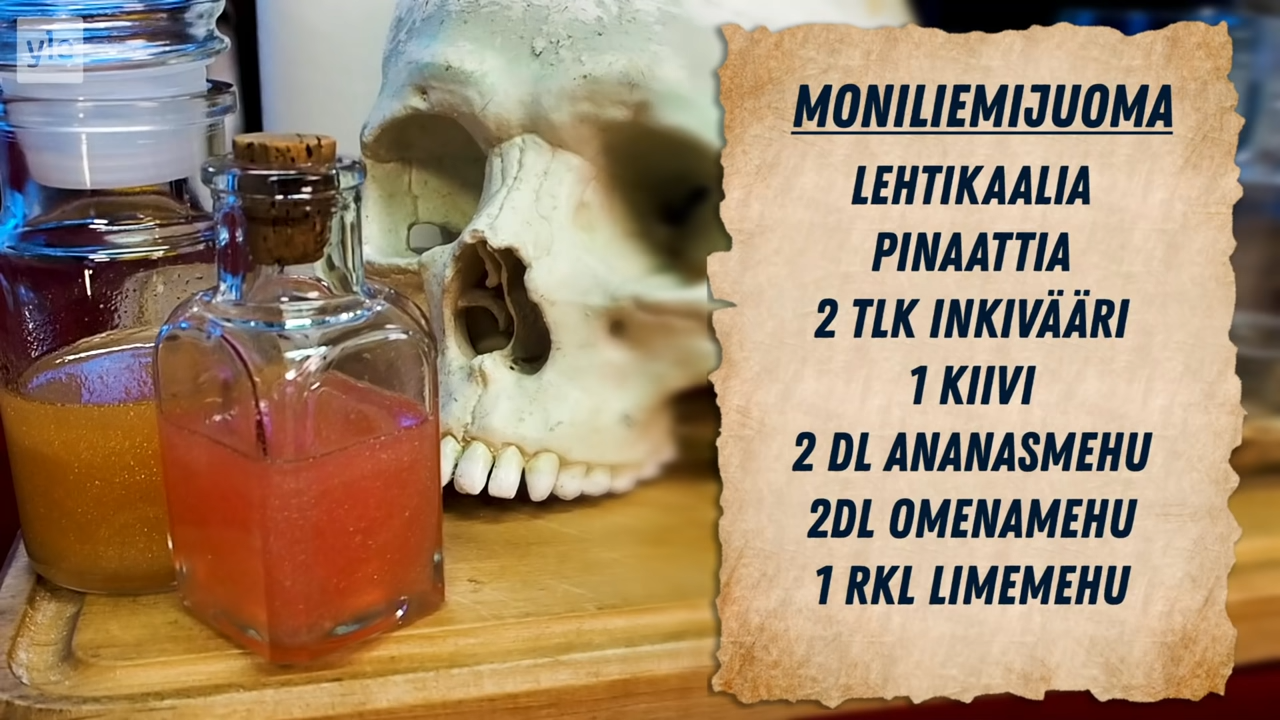 yle
MONILIEMIJUOMA
LEHTIKAALIA
PINAATTIA
2 TLK INKIVÄÄRI
1 KIIVI
2 DL ANANASMEHU
2DL OMENAMEHU
1 RKL LIMEMEHU